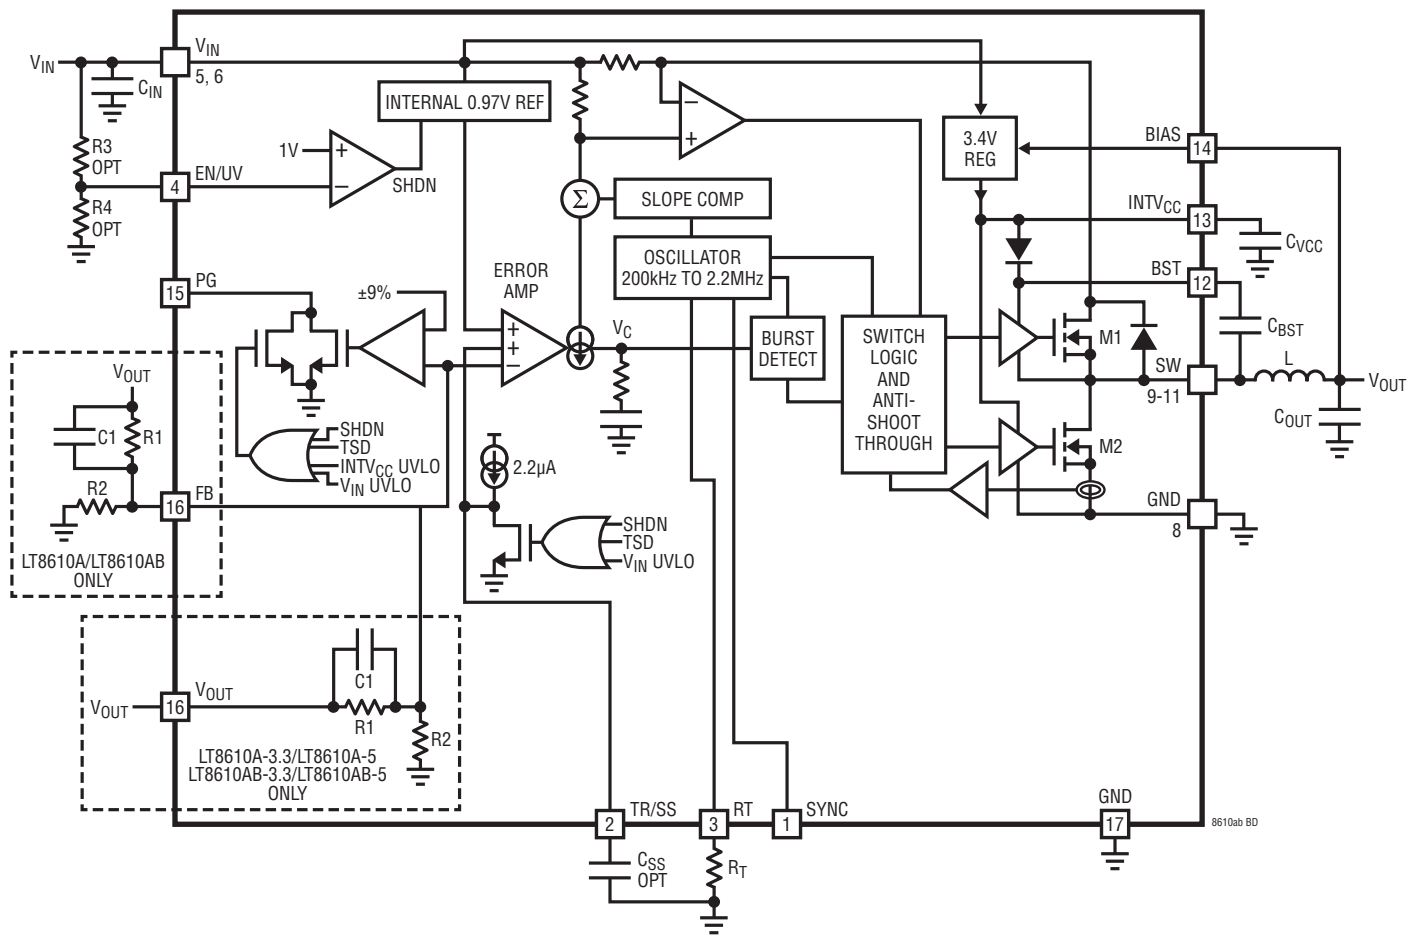 VIN
VIN
5, 6
CIN
R3
OPT
4
EN/UV
R4
OPT
1V
+
−
SHDN
INTERNAL 0.97V REF
−
+
3.4V
REG
BIAS
14
INTVCC
13
CVCC
BST
12
CBST
Σ
SLOPE COMP
OSCILLATOR
200kHz TO 2.2MHz
PG
15
±9%
ERROR
AMP
+
+
−
VC
BURST
DETECT
SWITCH
LOGIC
AND
ANTI-
SHOOT
THROUGH
M1
SW
9-11
L
VOUT
COUT
M2
GND
8
VOUT
C1
R1
R2
16
FB
LT8610A/LT8610AB
ONLY
SHDN
TSD
INTVCC UVLO
VIN UVLO
2.2µA
SHDN
TSD
VIN UVLO
VOUT
16
VOUT
C1
R1
R2
LT8610A-3.3/LT8610A-5
LT8610AB-3.3/LT8610AB-5
ONLY
2
TR/SS
3
RT
1
SYNC
GND
17
8610ab BD
CSS
OPT
RT